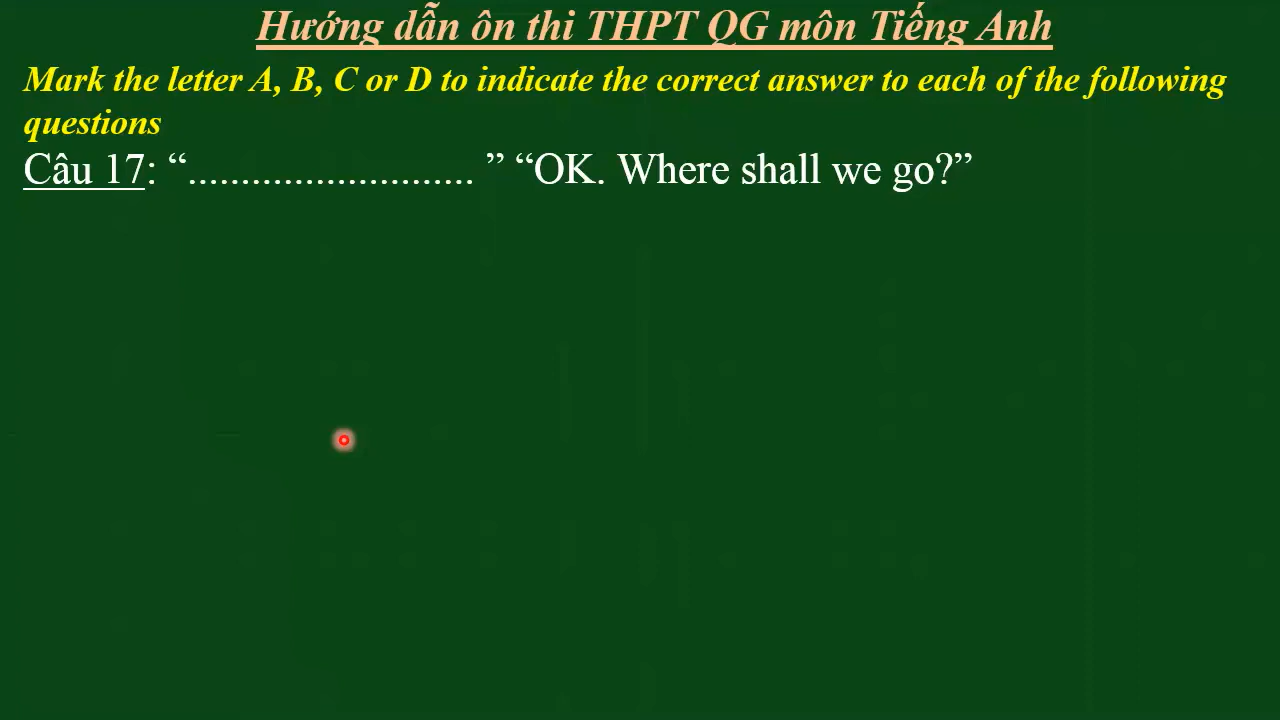 Hướng dẫn ôn thi THPT QG môn Tiếng Anh
Mark the letter A, B, C or D to indicate the correct answer to each of the following
questions
Câu 17: “........................... ” “OK. Where shall we go?”